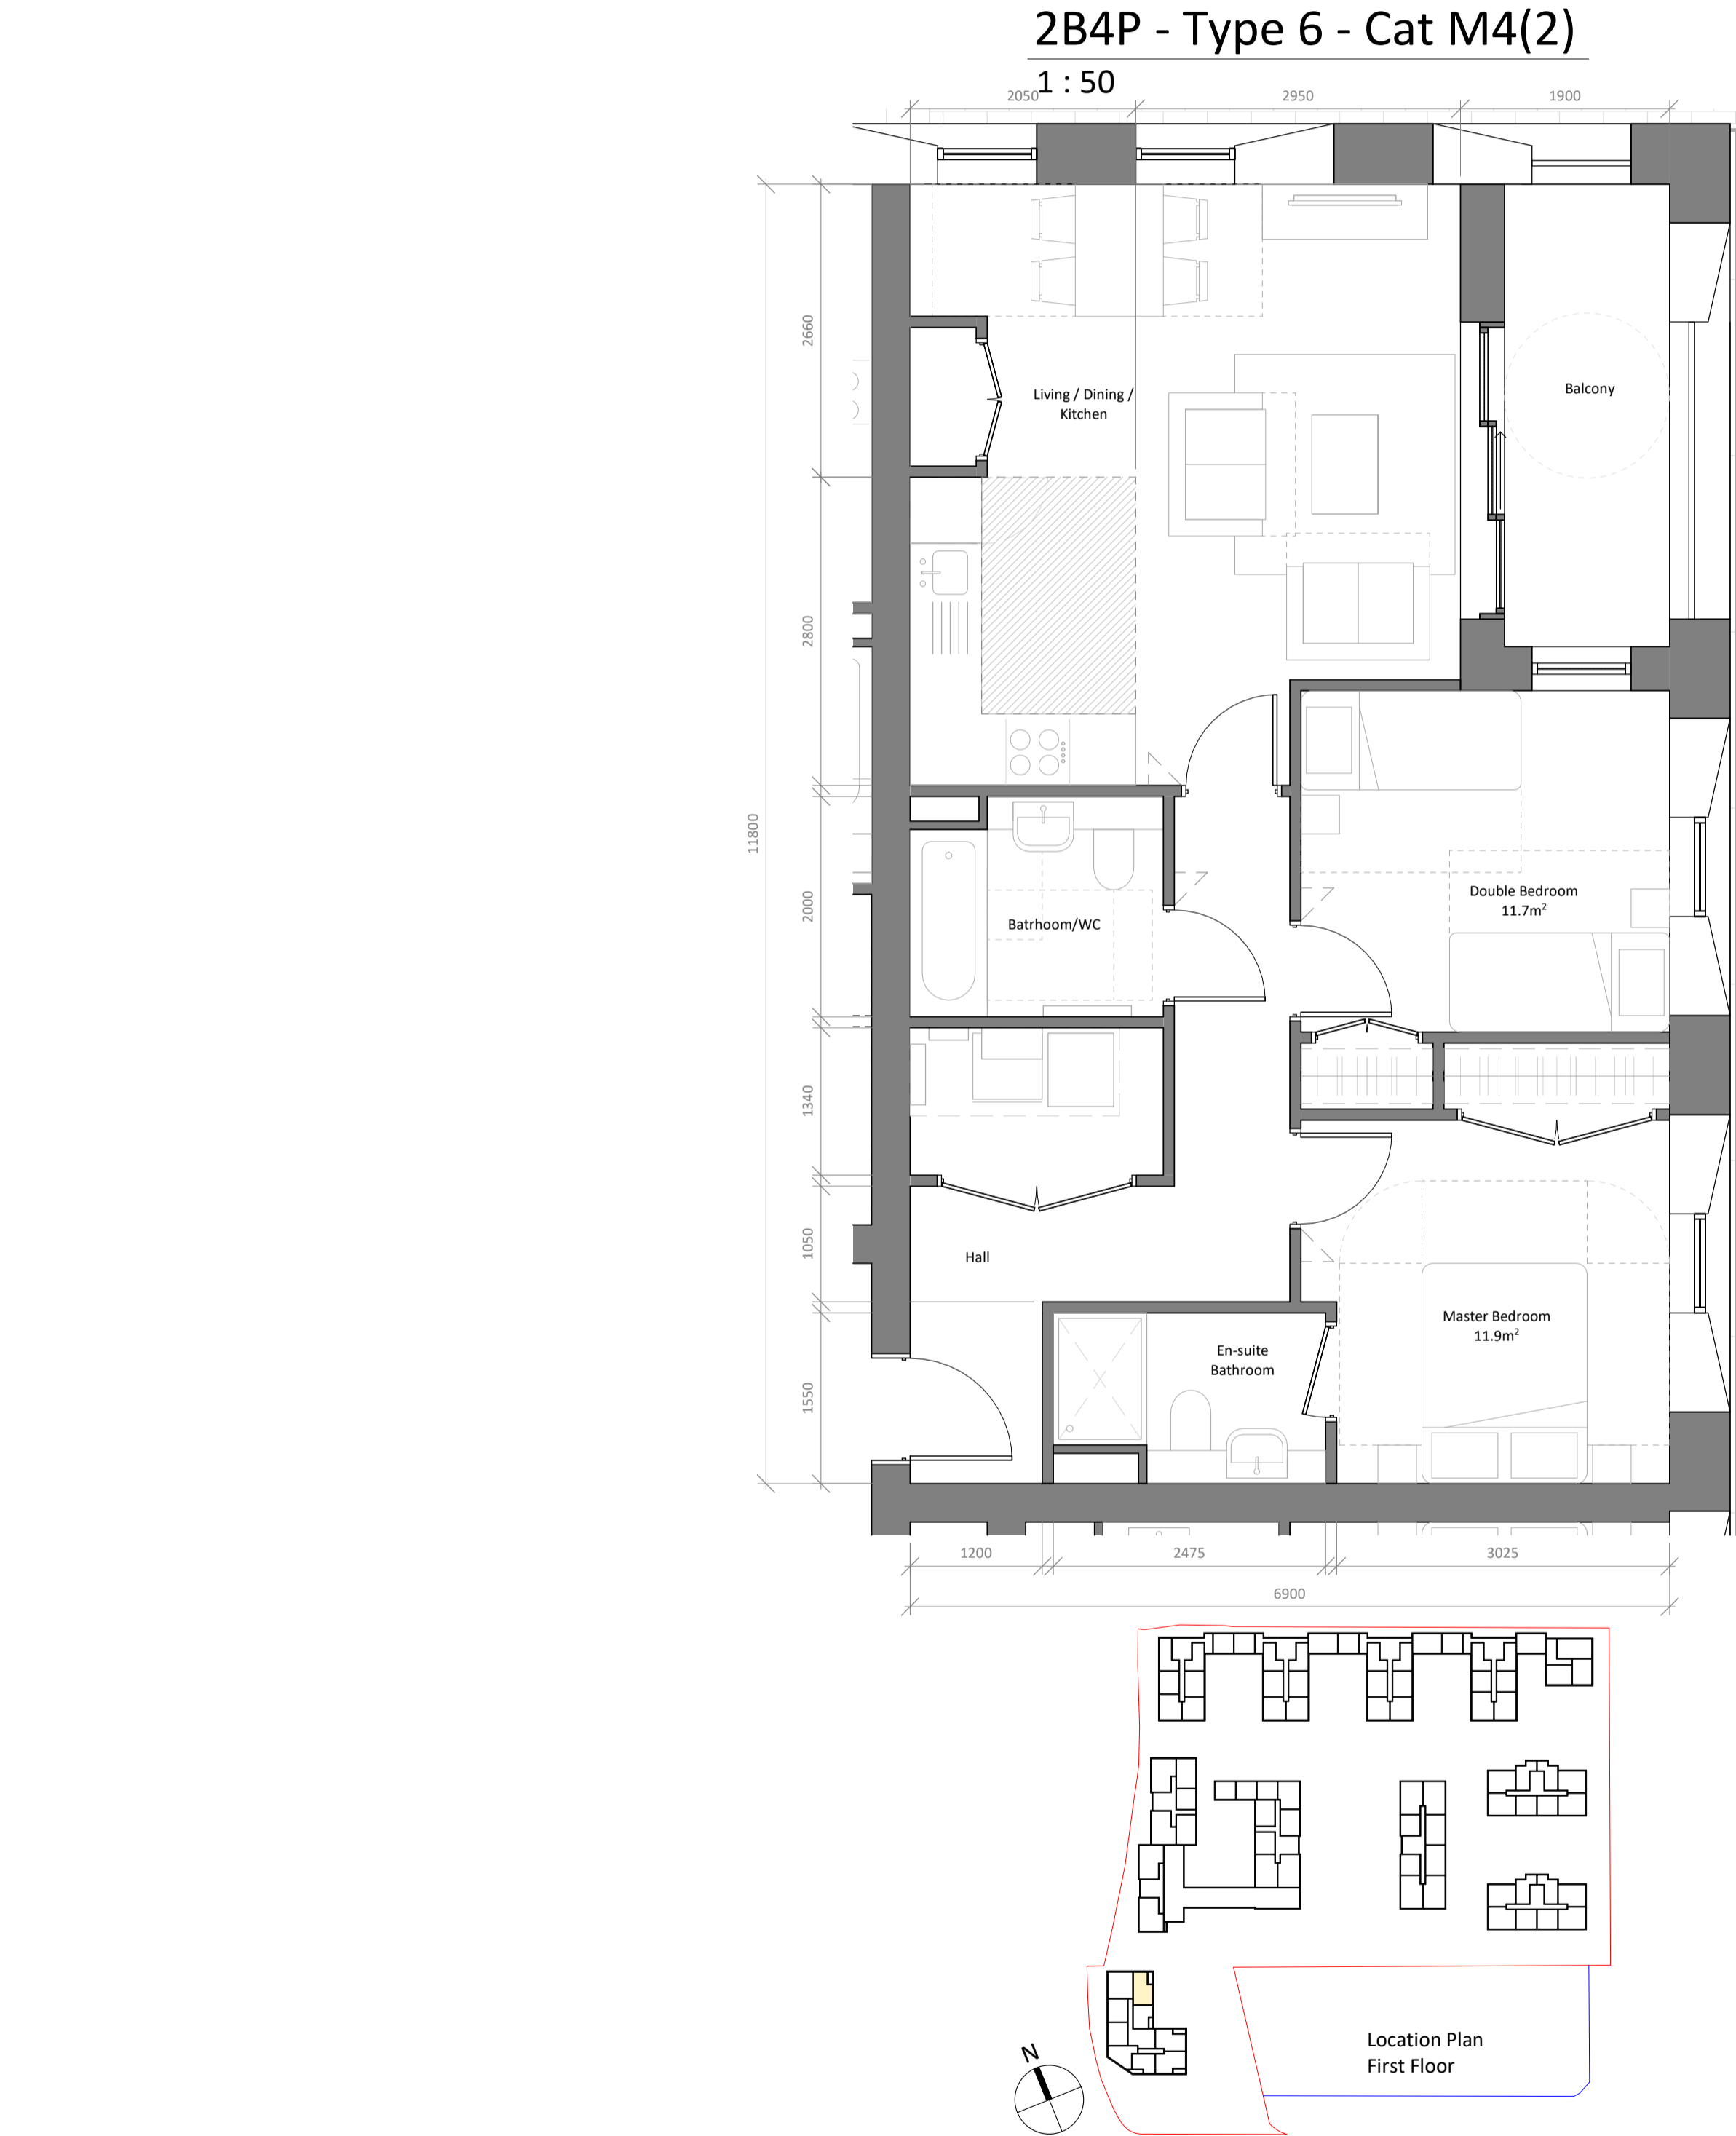 2B4P - Type 6 - Cat M4(2)
1 : 50
2050
2950
1900
2660
Living / Dining /
Kitchen
Balcony
2800
11800
2000
Batrhoom/WC
Double Bedroom
11.7m²
1340
1050
Hall
Master Bedroom
11.9m²
En-suite
Bathroom
1550
1200
2475
3025
6900
N
Location Plan
First Floor